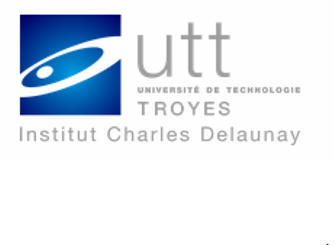 utt
UNIVERSITÉ DE TECHNOLOGIE
TROYES
Institut Charles Delaunay